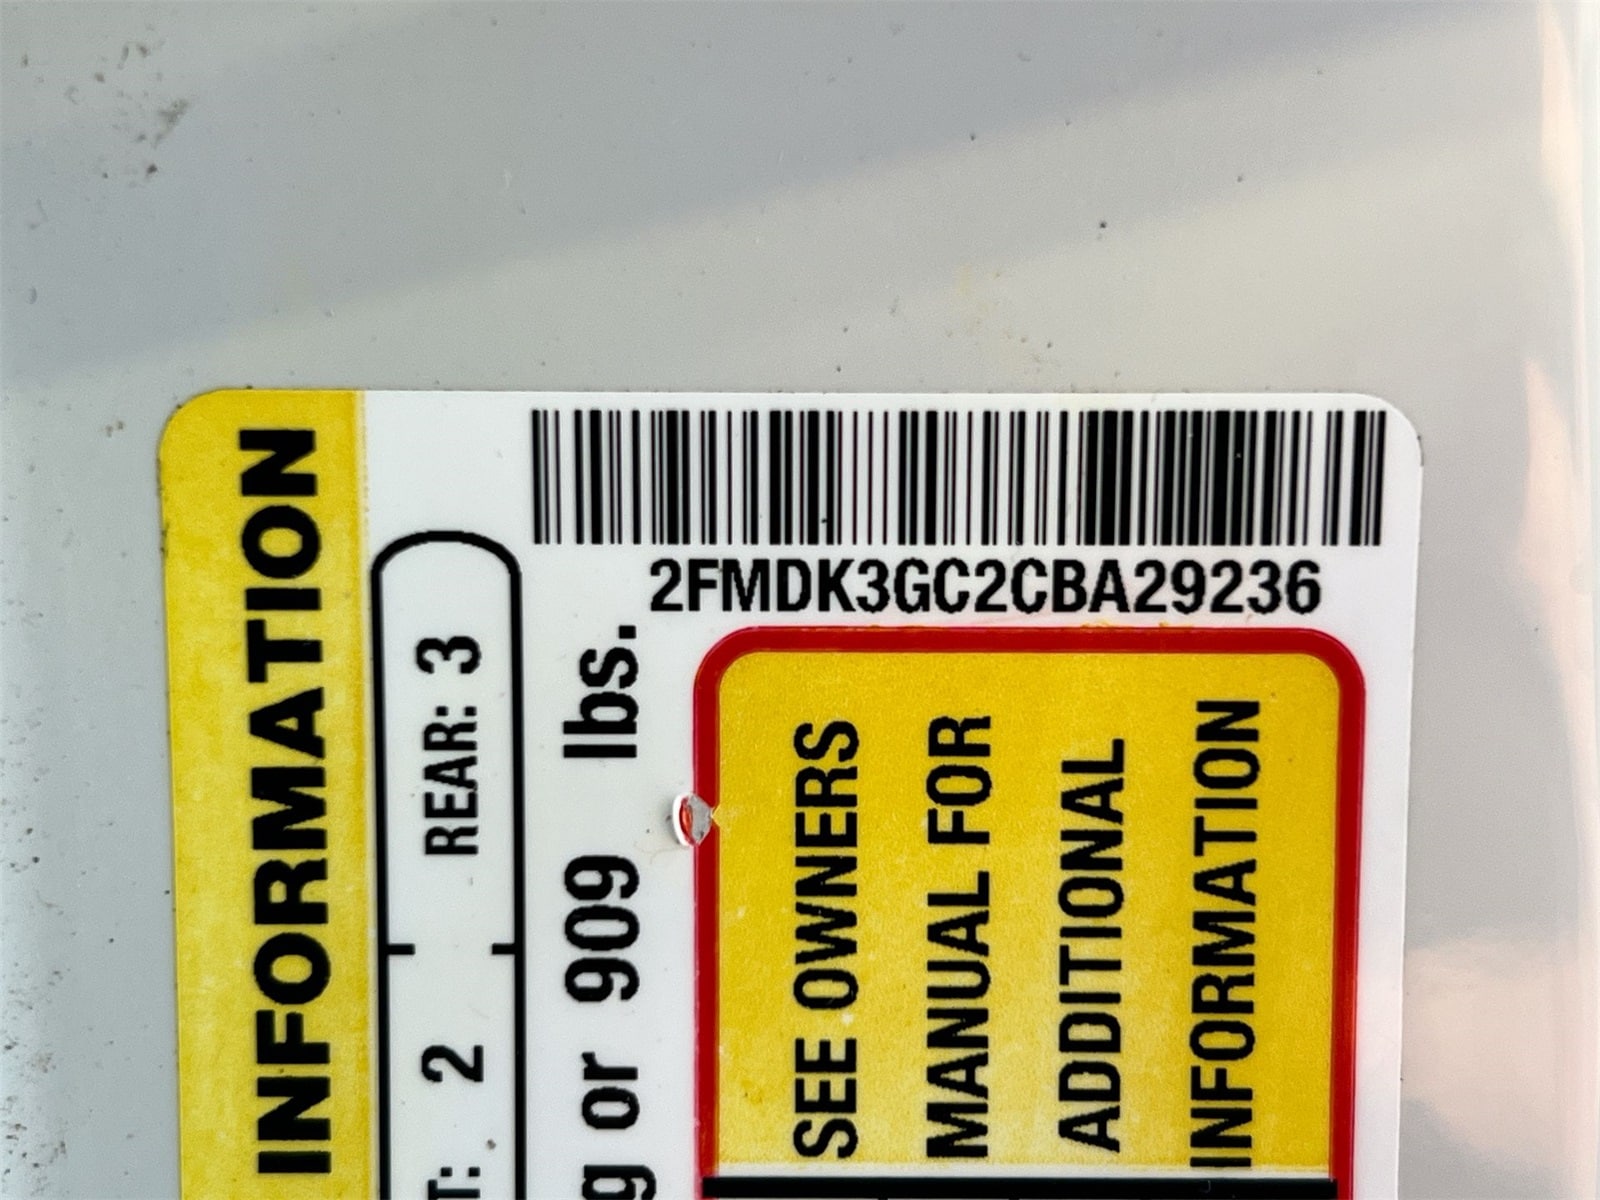 2FMDK3GC2CBA29236
INFORMATION
T: 2 REAR: 3
g or 909 lbs.
SEE OWNERS
MANUAL FOR
ADDITIONAL
INFORMATION